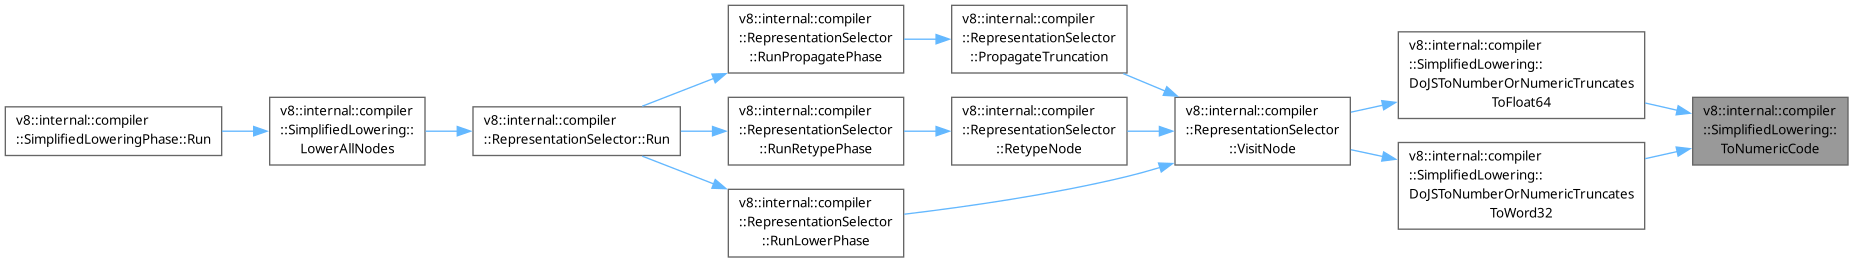 v8::internal::compiler
::SimplifiedLoweringPhase::Run
v8::internal::compiler
::SimplifiedLowering::
LowerAllNodes
v8::internal::compiler
::RepresentationSelector::Run
v8::internal::compiler
::RepresentationSelector
::RunPropagatePhase
v8::internal::compiler
::RepresentationSelector
::RunRetypePhase
v8::internal::compiler
::RepresentationSelector
::RunLowerPhase
v8::internal::compiler
::RepresentationSelector
::PropagateTruncation
v8::internal::compiler
::RepresentationSelector
::RetypeNode
v8::internal::compiler
::RepresentationSelector
::VisitNode
v8::internal::compiler
::SimplifiedLowering::
DoJSToNumberOrNumericTruncates
ToFloat64
v8::internal::compiler
::SimplifiedLowering::
DoJSToNumberOrNumericTruncates
ToWord32
v8::internal::compiler
::SimplifiedLowering::
ToNumericCode